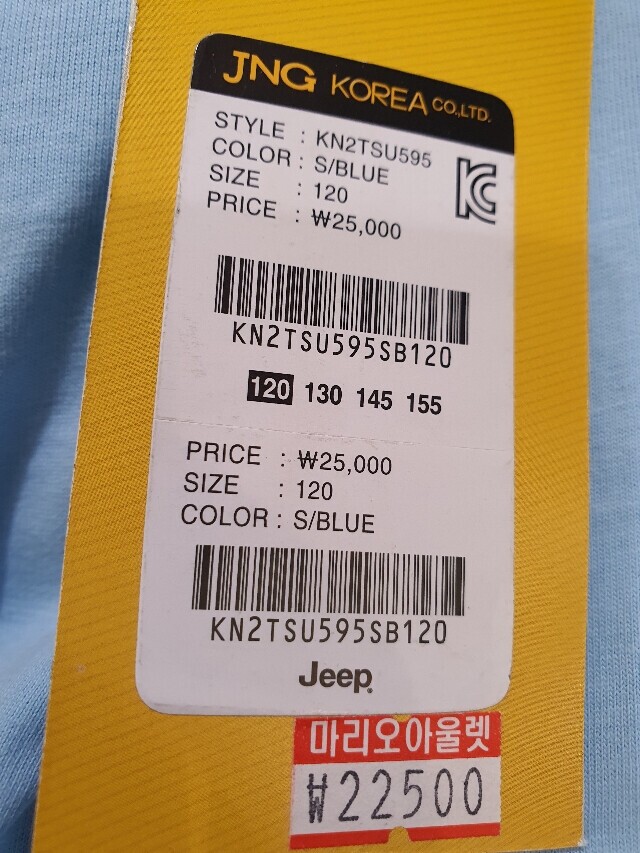 JNG KOREA CO.,LTD.
STYLE : KN2TSU595
COLOR : S/BLUE
SIZE : 120
PRICE : ₩25,000
KN2TSU595SB120
120 130 145 155
PRICE : ₩25,000
SIZE : 120
COLOR : S/BLUE
KN2TSU595SB120
Jeep
마리오아울렛
₩22500